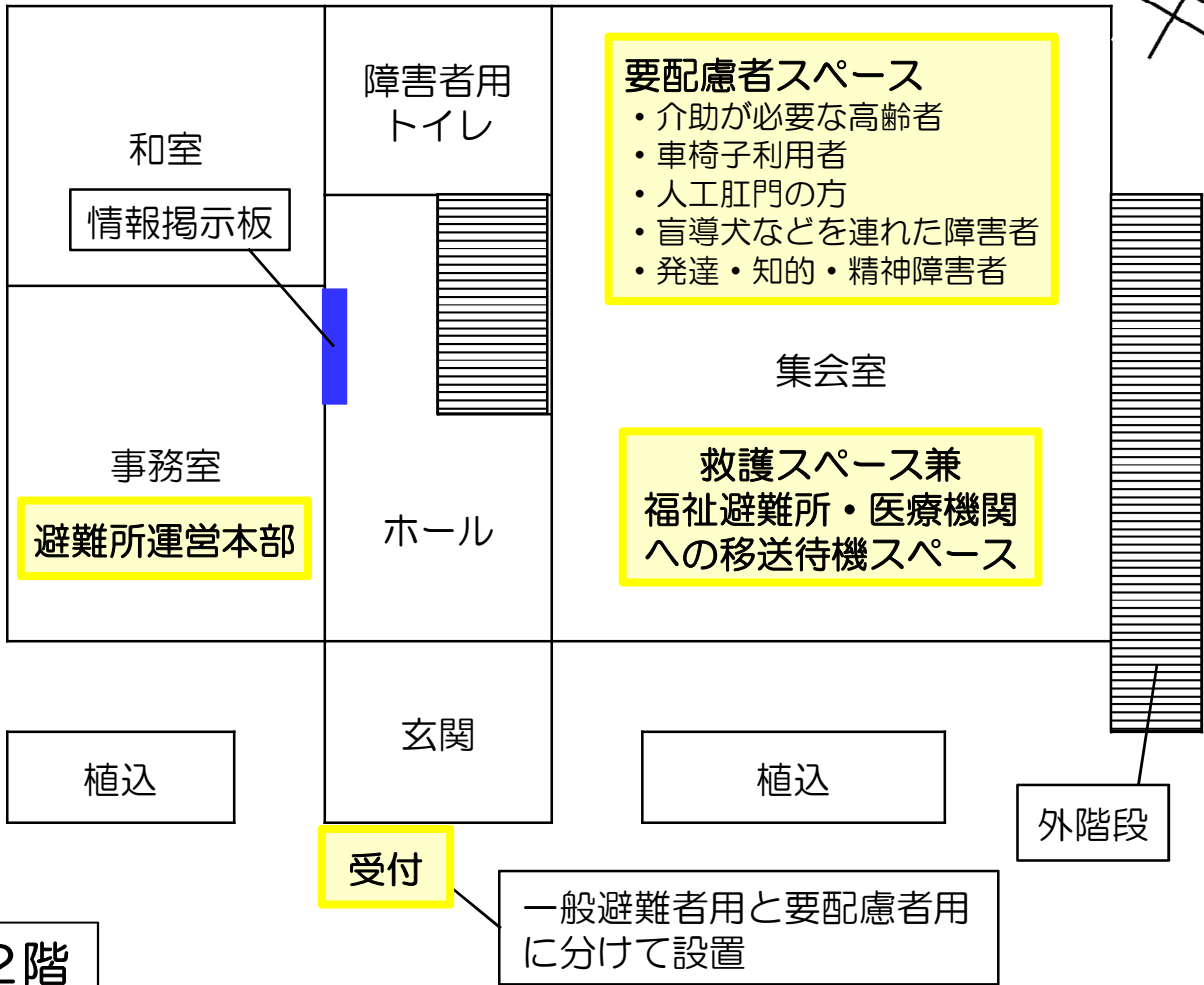 障害者用
トイレ
要配慮者スペース
・介助が必要な高齢者
・車椅子利用者
・人工肛門の方
・盲導犬などを連れた障害者
・発達・知的・精神障害者
和室
情報掲示板
集会室
事務室
避難所運営本部
ホール
救護スペース兼
福祉避難所・医療機関
への移送待機スペース
玄関
植込
植込
外階段
受付
一般避難者用と要配慮者用
に分けて設置
2階